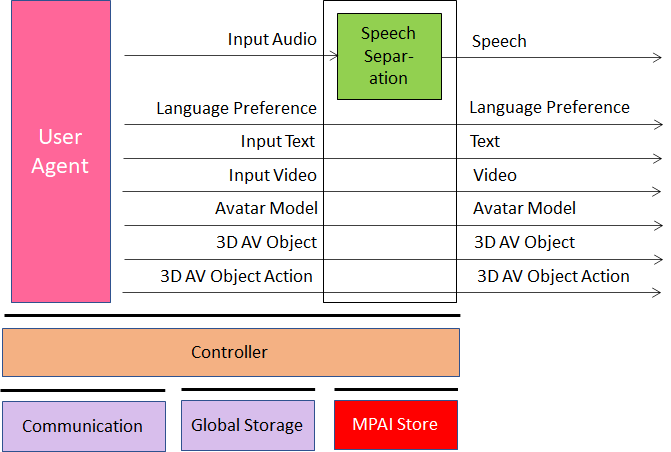 Input Audio
Speech
Separ-
ation
Speech
User
Agent
Language Preference
Language Preference
Input Text
Text
Input Video
Video
Avatar Model
Avatar Model
3D AV Object
3D AV Object
3D AV Object Action
3D AV Object Action
Controller
Communication
Global Storage
MPAI Store